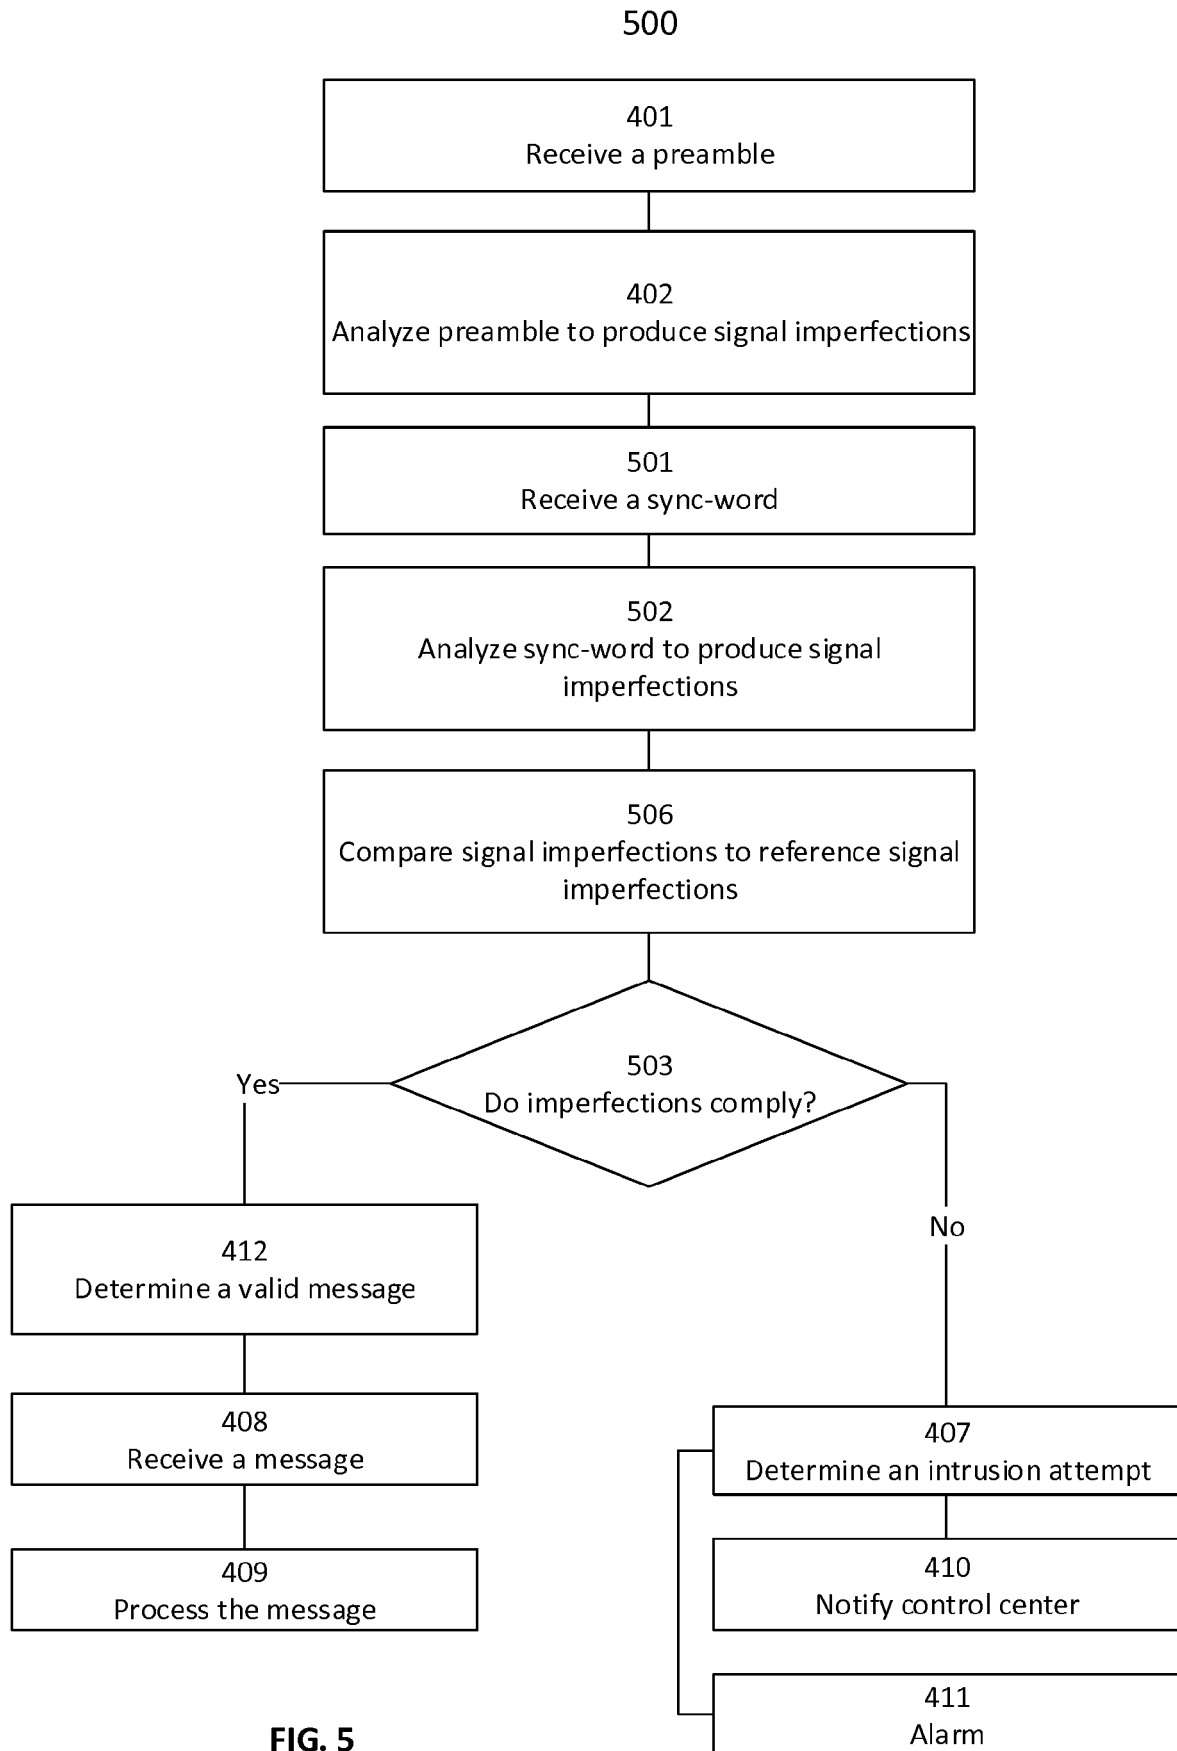 500
401
Receive a preamble
402
Analyze preamble to produce signal imperfections
501
Receive a sync-word
502
Analyze sync-word to produce signal
imperfections
506
Compare signal imperfections to reference signal
imperfections
503
Do imperfections comply?
Yes
No
412
Determine a valid message
408
Receive a message
409
Process the message
407
Determine an intrusion attempt
410
Notify control center
411
Alarm
FIG. 5